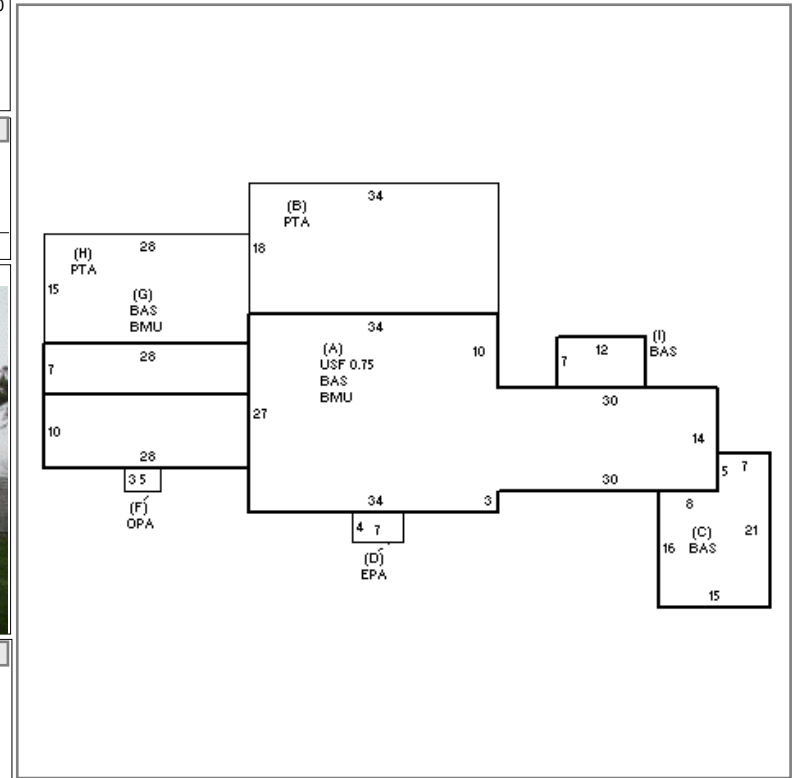 34
(B)
PTA
18
28
(H)
PTA
15
(G)
BAS
BMU
34
(A)
USF 0.75
BAS
BMU
10
12
(I)
BAS
7
28
7
30
27
10
14
28
5 7
3 5
30
34
3
8
(F)
OPA
4 7
(D)
EPA
16
(C)
BAS
21
15